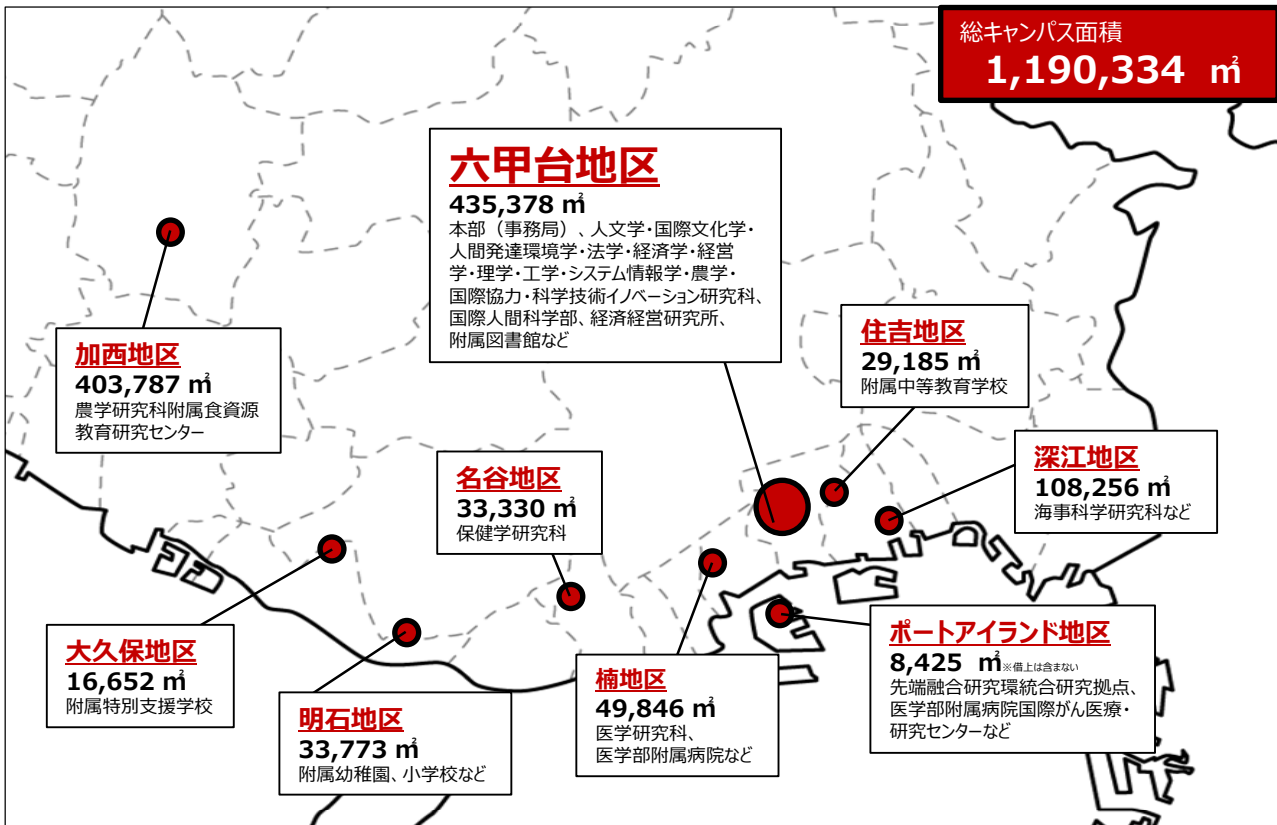 総キャンパス面積
1,190,334 ㎡
六甲台地区
435,378 ㎡
本部（事務局）、人文学・国際文化学・
人間発達環境学・法学・経済学・経営
学・理学・工学・システム情報学・農学・
国際協力・科学技術イノベーション研究科、
国際人間科学部、経済経営研究所、
附属図書館など
加西地区
403,787 ㎡
農学研究科附属食資源
教育研究センター
住吉地区
29,185 ㎡
附属中等教育学校
名谷地区
33,330 ㎡
保健学研究科
深江地区
108,256 ㎡
海事科学研究科など
大久保地区
16,652 ㎡
附属特別支援学校
明石地区
33,773 ㎡
附属幼稚園、小学校など
楠地区
49,846 ㎡
医学研究科、
医学部附属病院など
ポートアイランド地区
8,425 ㎡※借上は含まない
先端融合研究環統合研究拠点、
医学部附属病院国際がん医療・
研究センターなど